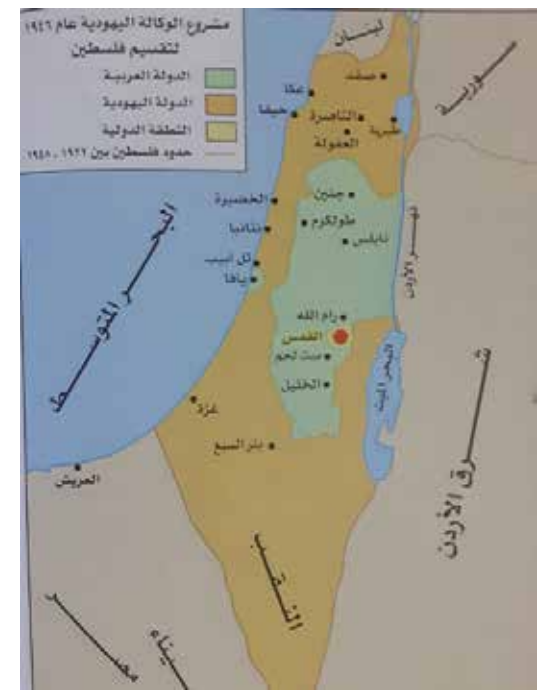 مشروع الوكالة اليهودية عام ١٩٤٦
لتقسيم فلسطين
الدولة العربية
الدولة اليهودية
المنطقة الدولية
حدود فلسطين بين ١٩٢٢ ، ١٩٤٨
لبنان
سورية
صفد
عكا
حيفا
الناصرة
طبرية
العفولة
الخضيرة
جنين
طولكرم
نتانيا
نابلس
نهر الأردن
تل ابيب
يافا
البحر المتوسط
رام الله
القدس
بيت لحم
البحر الميت
الخليل
غزة
شرق الأردن
بئر السبع
العريش
النقب
سيناء
مصر